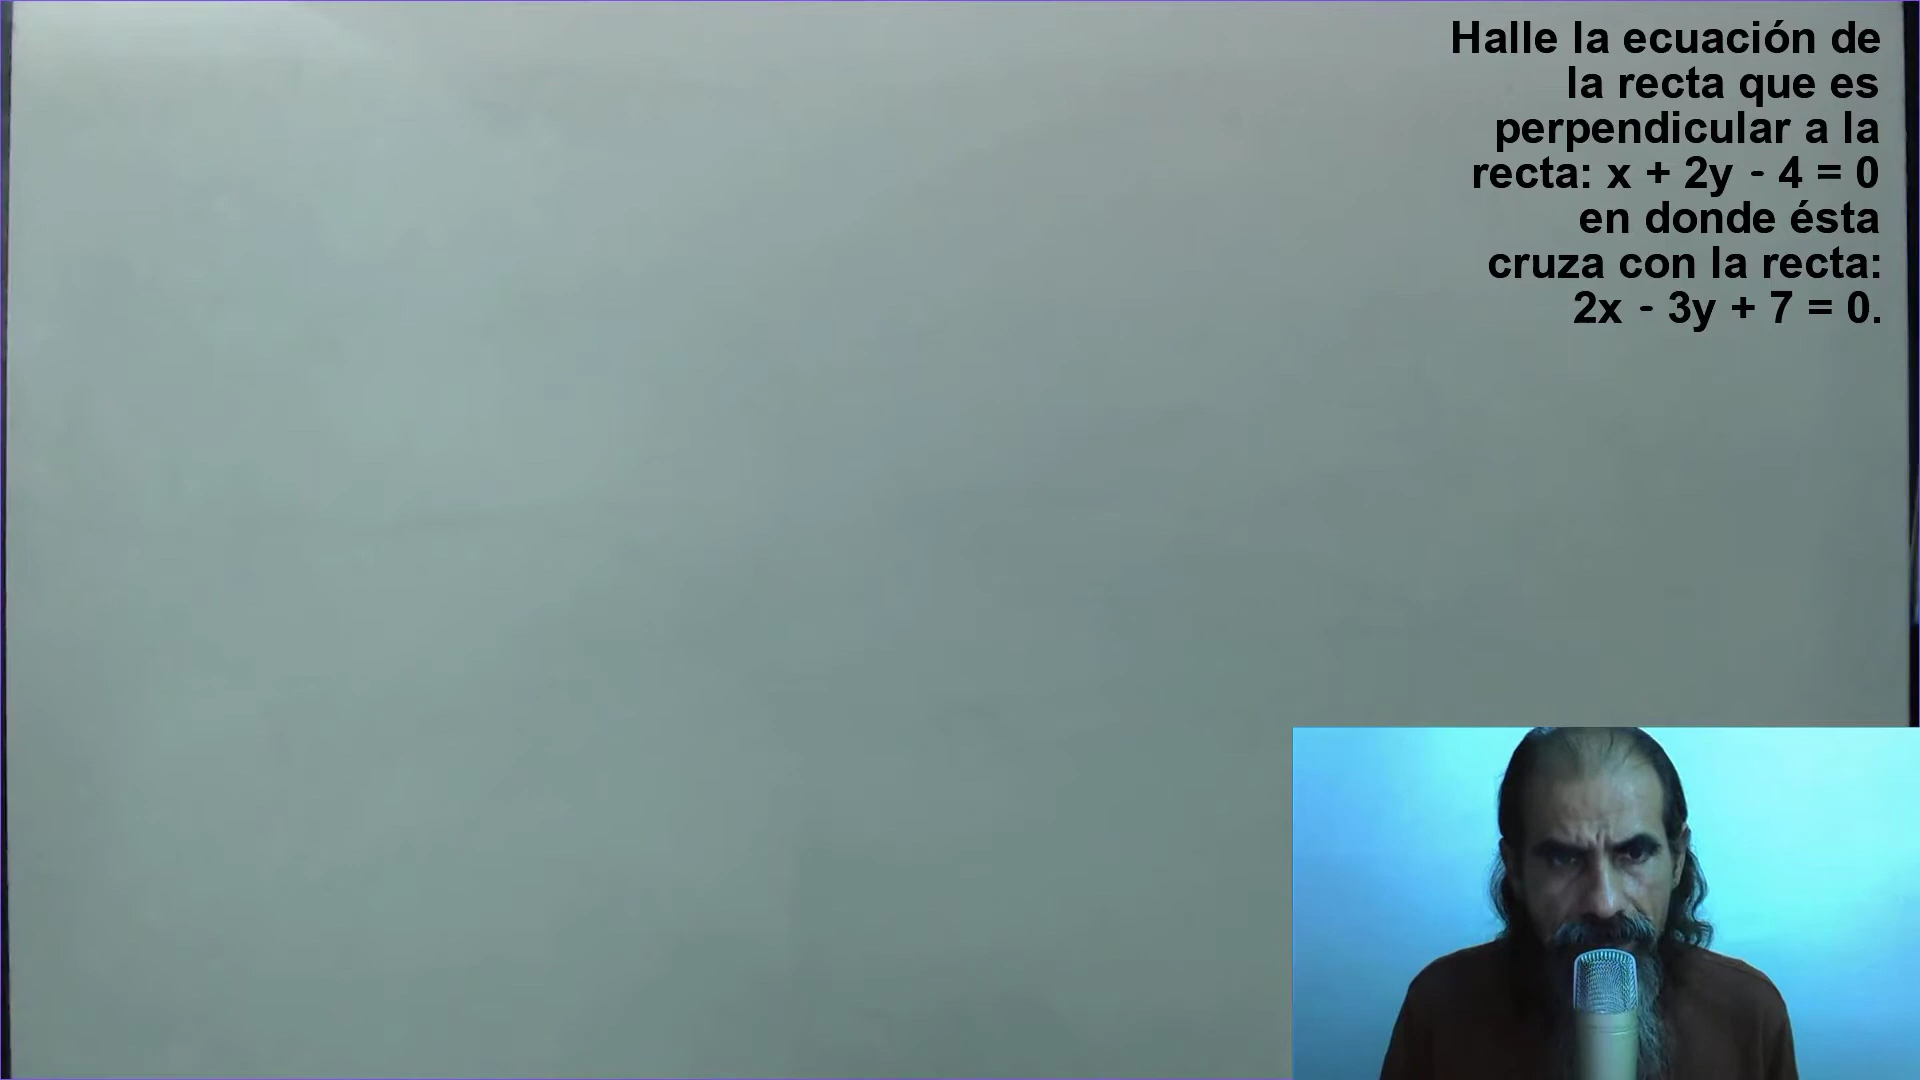 Halle la ecuación de
la recta que es
perpendicular a la
recta: x + 2y - 4 = 0
en donde ésta
cruza con la recta:
2x - 3y + 7 = 0.